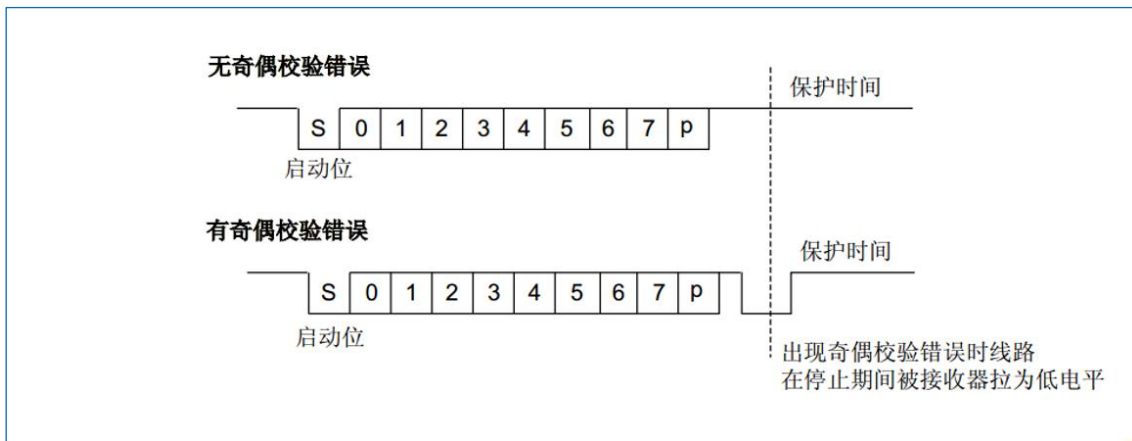 无奇偶校验错误
保护时间
S 0 1 2 3 4 5 6 7 p
启动位
有奇偶校验错误
保护时间
S 0 1 2 3 4 5 6 7 p
启动位
出现奇偶校验错误时线路
在停止期间被接收器拉为低电平